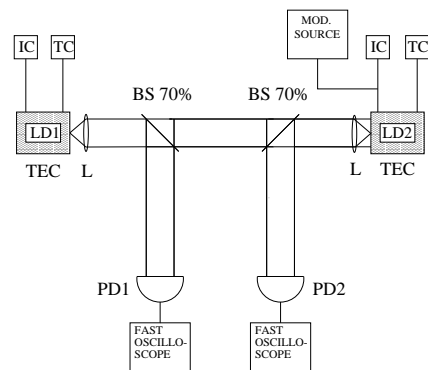 MOD.
SOURCE
IC
TC
IC
TC
BS 70%
BS 70%
LD1
LD2
TEC
L
L
TEC
PD1
PD2
FAST
OSCILLO-
SCOPE
FAST
OSCILLO-
SCOPE